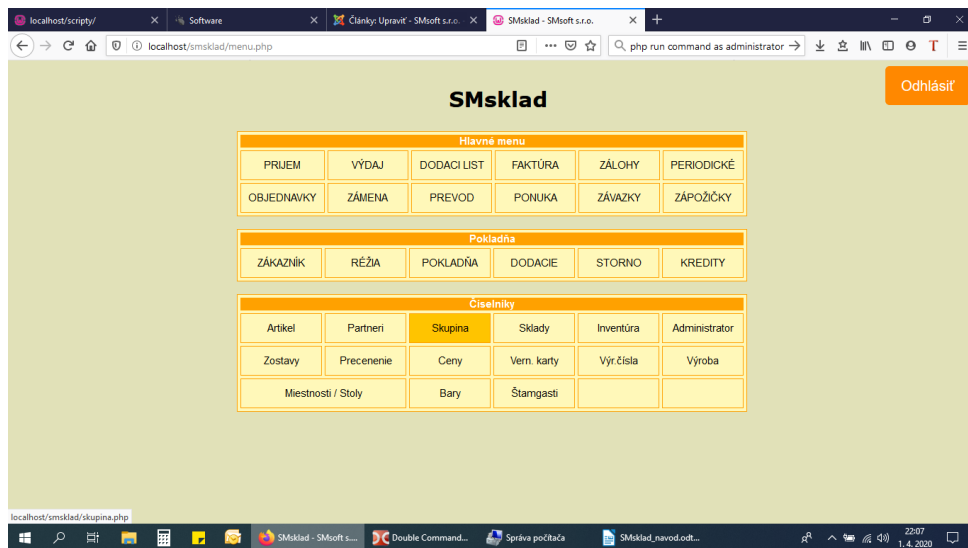 localhost/scripty/
Software
Články: Upraviť - SMsoft s.r.o. -
SMsklad - SMsoft s.r.o.
localhost/smsklad/menu.php
php run command as administrator
Odhlásiť
SMsklad
Hlavné menu
PRIJEM VÝDAJ DODACI LIST FAKTÚRA ZÁLOHY PERIODICKÉ
OBJEDNAVKY ZÁMENA PREVOD PONUKA ZÁVAZKY ZÁPOŽIČKY
Pokladňa
ZÁKAZNÍK RÉŽIA POKLADŇA DODACIE STORNO KREDITY
Číselníky
Artikel Partneri Skupina Sklady Inventúra Administrator
Zostavy Precenenie Ceny Vern. karty Výr.čísla Výroba
Miestnosti / Stoly Bary Štamgasti
localhost/smsklad/skupina.php
SMsklad - SMsoft s....
Double Command...
Správa počítača
SMsklad_navod.odt...
22:07
1. 4. 2020